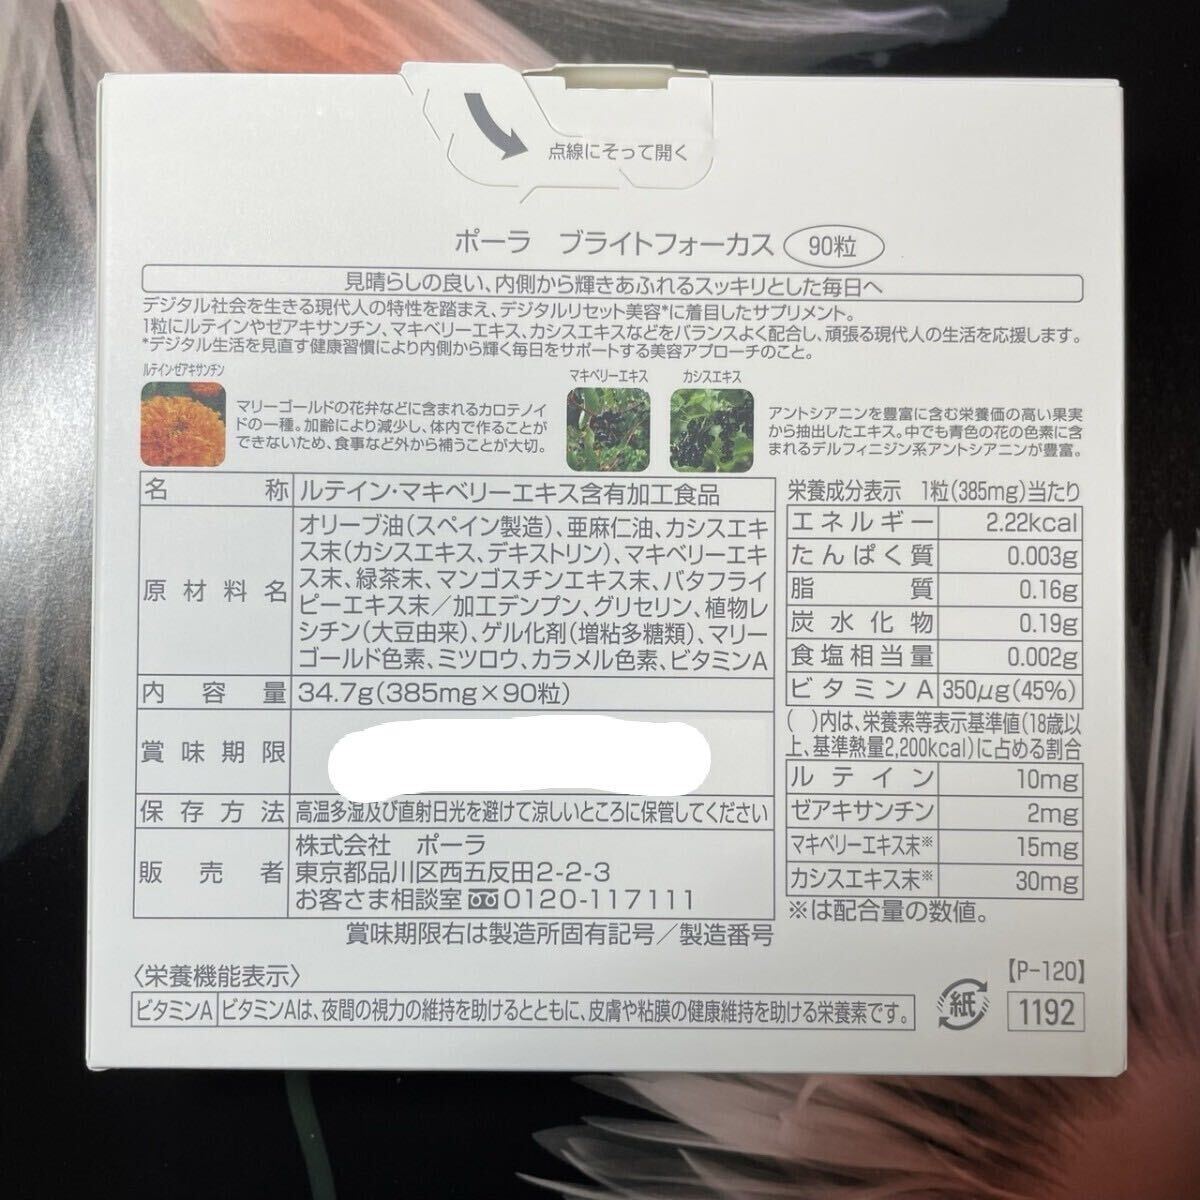 点線にそって開く
ポーラ ブライトフォーカス 90粒
見晴らしの良い、内側から輝きあふれるスッキリとした毎日へ
デジタル社会を生きる現代人の特性を踏まえ、デジタルリセット美容*に着目したサプリメント。
1粒にルテインやゼアキサンチン、マキベリーエキス、カシスエキスなどをバランスよく配合し、頑張る現代人の生活を応援します。
*デジタル生活を見直す健康習慣により内側から輝く毎日をサポートする美容アプローチのこと。
ルテイン・ゼアキサンチン
マリーゴールドの花弁などに含まれるカロテノイ
ドの一種。加齢により減少し、体内で作ることが
できないため、食事など外から補うことが大切。
マキベリーエキス
カシスエキス
アントシアニンを豊富に含む栄養価の高い果実
から抽出したエキス。中でも青色の花の色素に含
まれるデルフィニジン系アントシアニンが豊富。
名称 ルテイン・マキベリーエキス含有加工食品
原材料名
オリーブ油(スペイン製造)、亜麻仁油、カシスエキ
ス末(カシスエキス、デキストリン)、マキベリーエキ
ス末、緑茶末、マンゴスチンエキス末、バタフライ
ピーエキス末/加工デンプン、グリセリン、植物レ
シチン(大豆由来)、ゲル化剤(増粘多糖類)、マリー
ゴールド色素、ミツロウ、カラメル色素、ビタミンA
内容量 34.7g(385mg×90粒)
賞味期限
保存方法 高温多湿及び直射日光を避けて涼しいところに保管してください
販売者
株式会社 ポーラ
東京都品川区西五反田2-2-3
お客さま相談室 0120-117111
賞味期限右は製造所固有記号/製造番号
栄養成分表示 1粒(385mg)当たり
エネルギー 2.22kcal
たんぱく質 0.003g
脂質 0.16g
炭水化物 0.19g
食塩相当量 0.002g
ビタミンA 350μg(45%)
( )内は、栄養素等表示基準値(18歳以
上、基準熱量2,200kcal)に占める割合
ルテイン 10mg
ゼアキサンチン 2mg
マキベリーエキス末※ 15mg
カシスエキス末※ 30mg
※は配合量の数値。
〈栄養機能表示〉
ビタミンA ビタミンAは、夜間の視力の維持を助けるとともに、皮膚や粘膜の健康維持を助ける栄養素です。
紙
【P-120】
1192